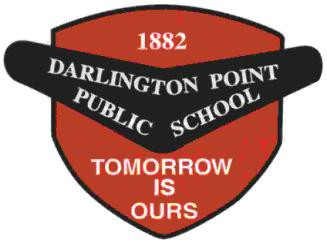 1882
DARLINGTON POINT
PUBLIC SCHOOL
TOMORROW
IS
OURS